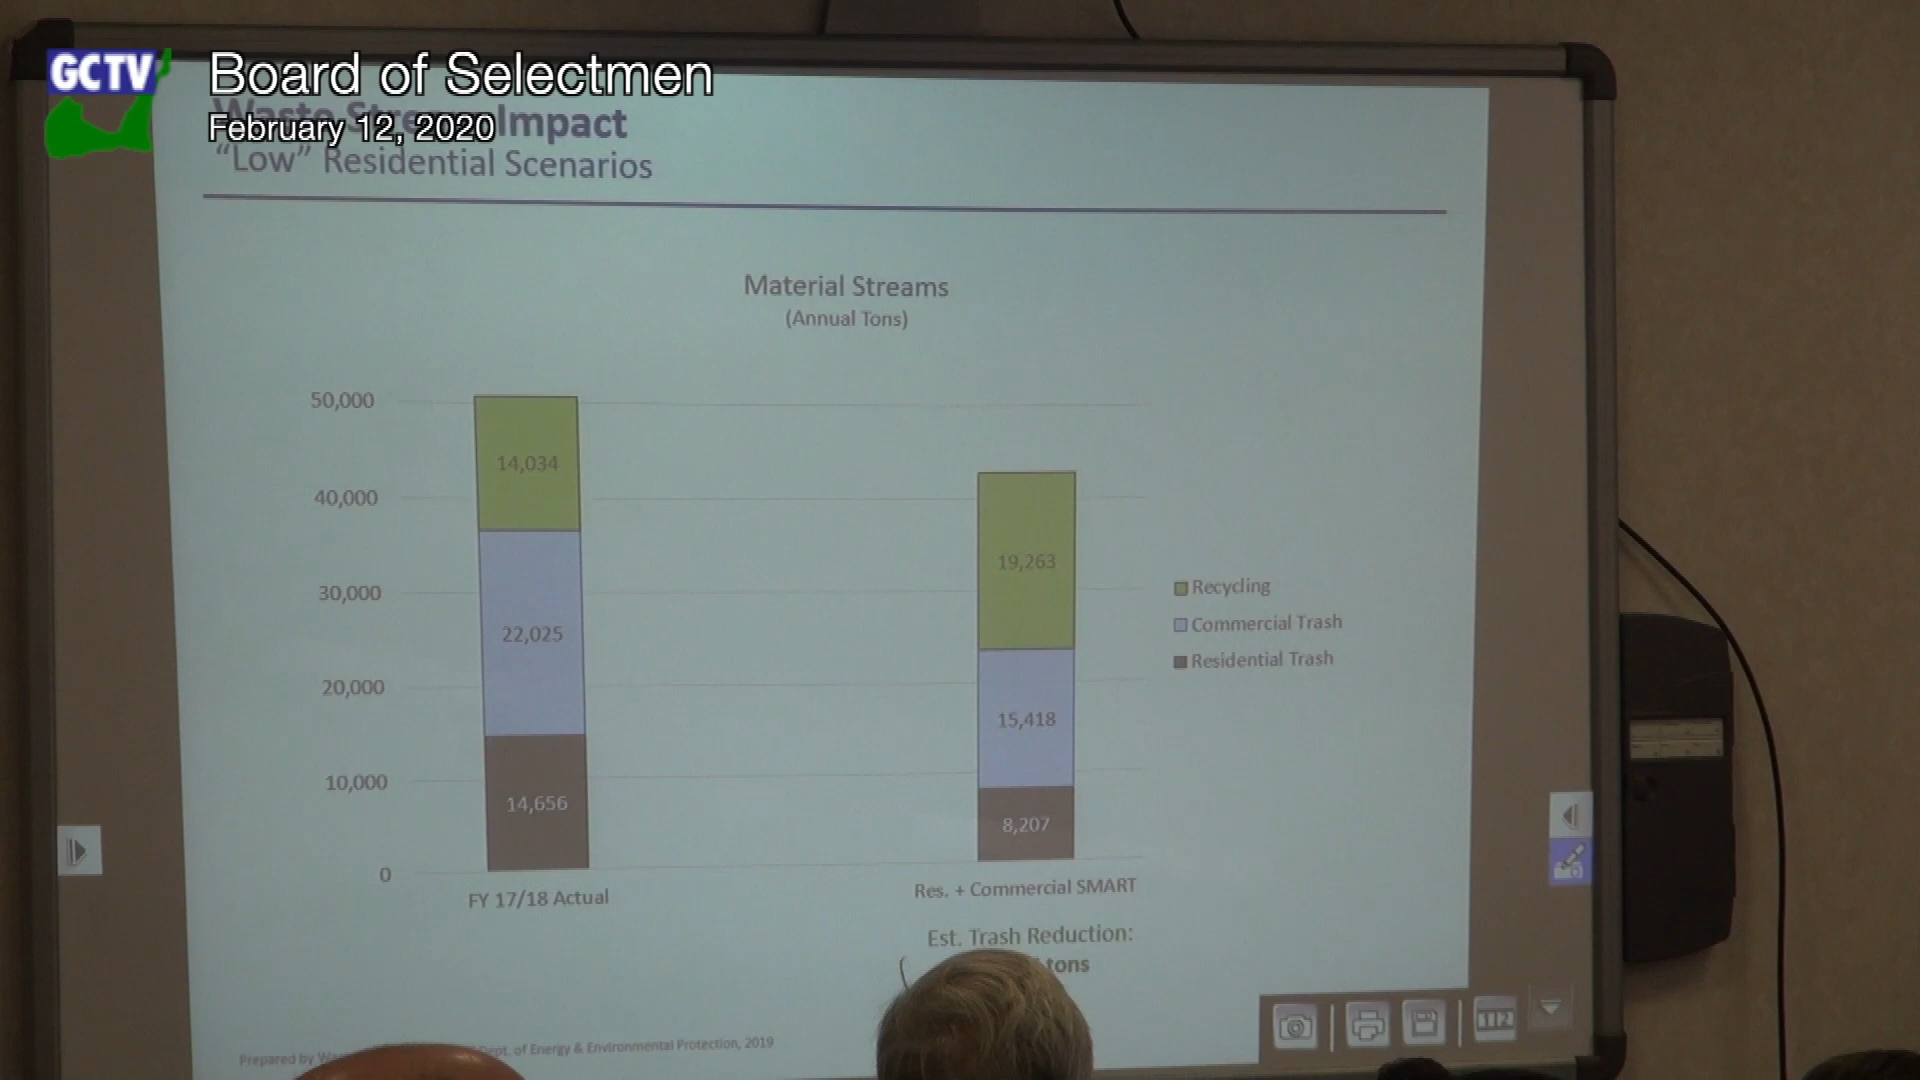 GCTV
Board of Selectmen
February 12, 2020
Impact
"Low" Residential Scenarios
Material Streams
(Annual Tons)
50,000
40,000
30,000
20,000
10,000
0
14,034
22,025
14,656
19,263
15,418
8,207
Recycling
Commercial Trash
Residential Trash
FY 17/18 Actual
Res. + Commercial SMART
Est. Trash Reduction:
tons
Prepared by Dept. of Energy & Environmental Protection, 2019
112